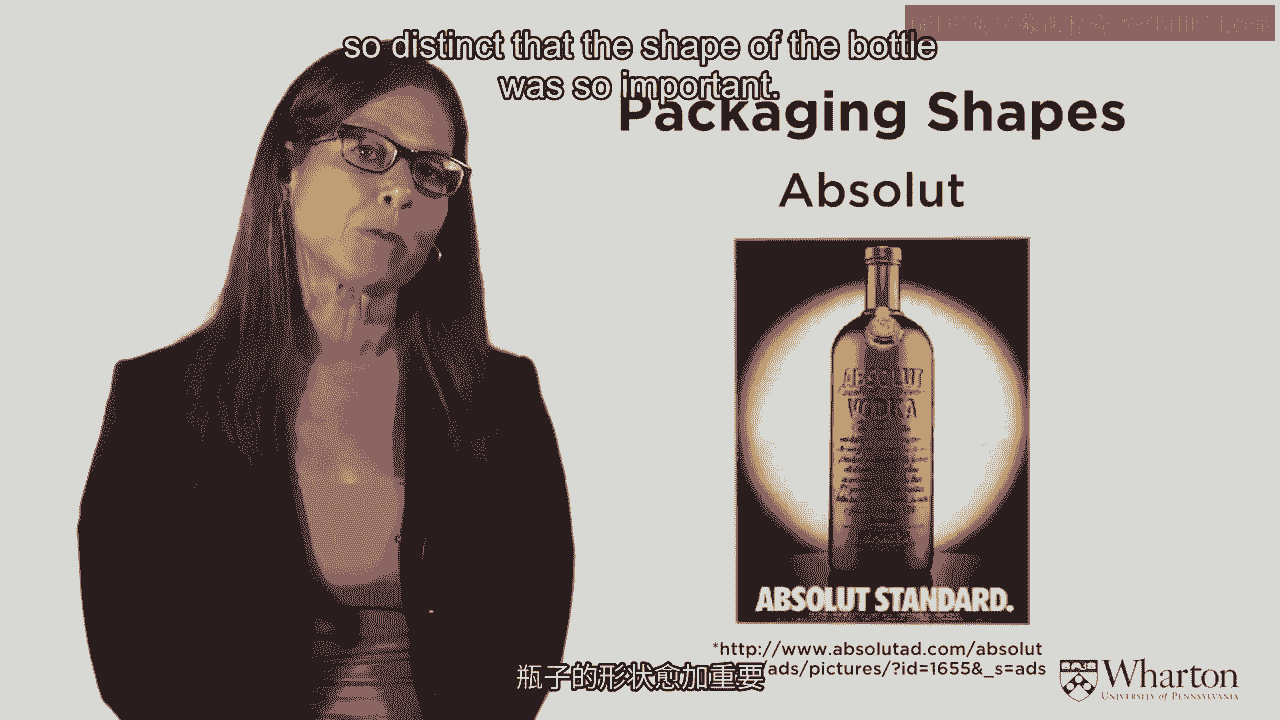 so distinct that the shape of the bottle
was so important.
Packaging Shapes
Absolut
ABSOLUT
VODKA
ABSOLUT STANDARD.
*http://www.absolutad.com/absolut
ads/pictures/?id=1655&_s=ads
瓶子的形状愈加重要
Wharton
UNIVERSITY of PENNSYLVANIA